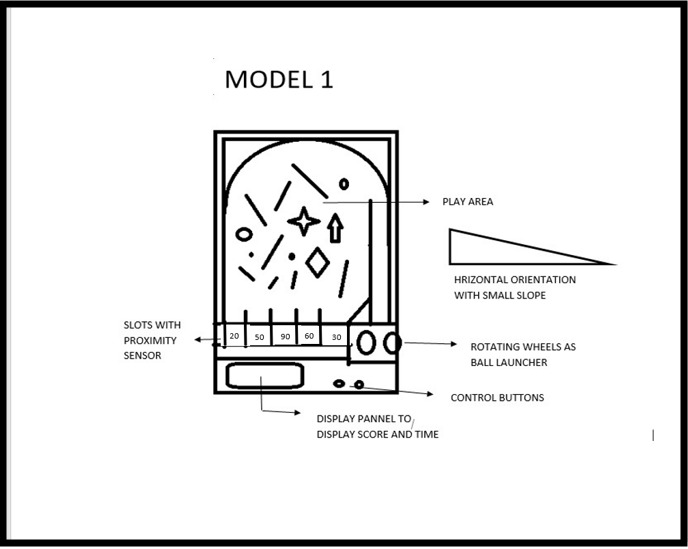 MODEL 1
PLAY AREA
HRIZONTAL ORIENTATION
WITH SMALL SLOPE
SLOTS WITH
PROXIMITY
SENSOR
20 50 90 60 30
ROTATING WHEELS AS
BALL LAUNCHER
CONTROL BUTTONS
DISPLAY PANNEL TO
DISPLAY SCORE AND TIME